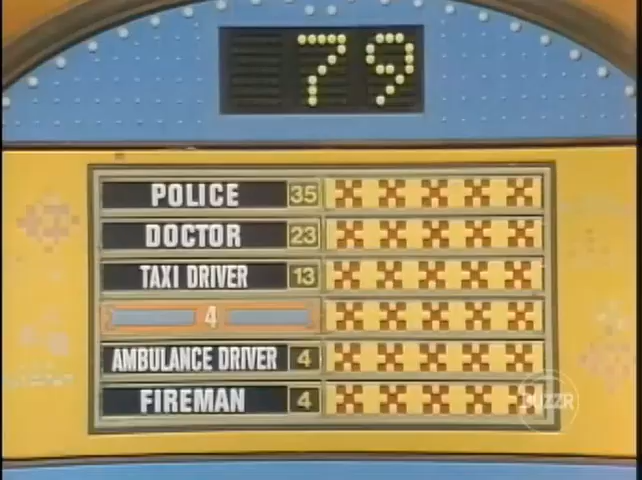 79
POLICE 35
DOCTOR 23
TAXI DRIVER 13
4
AMBULANCE DRIVER 4
FIREMAN 4
BUZZR